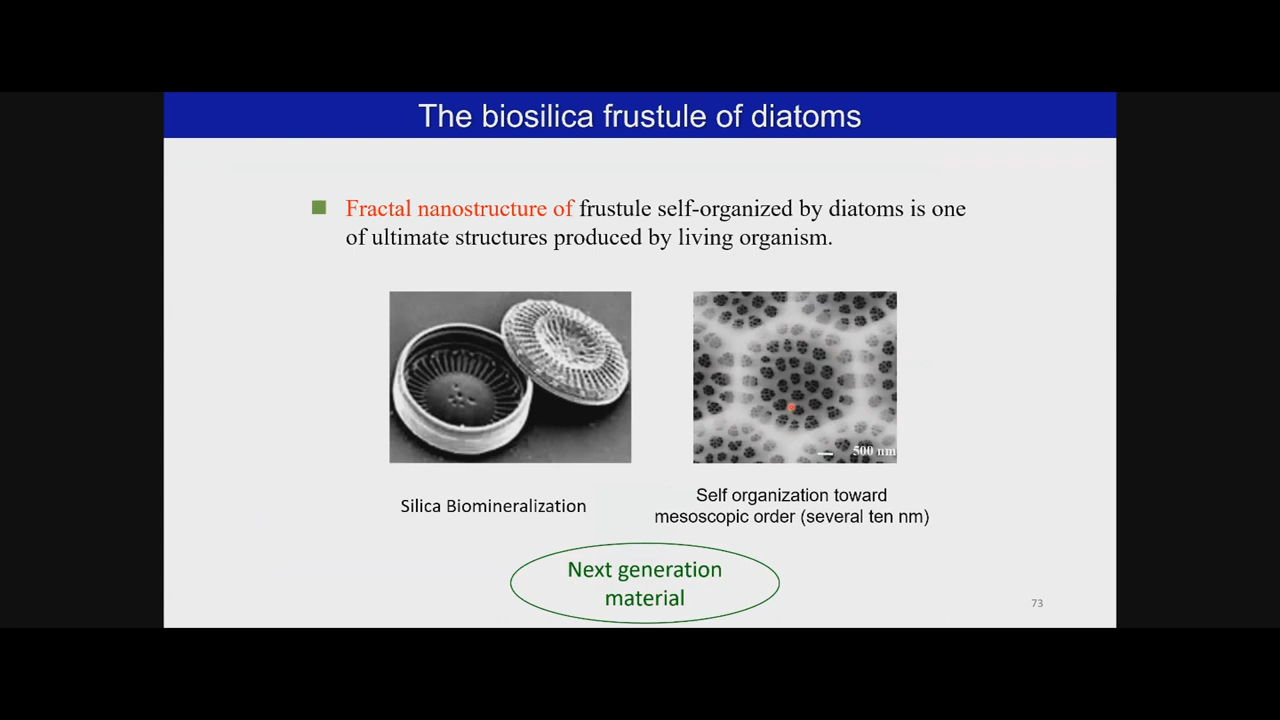 The biosilica frustule of diatoms
Fractal nanostructure of frustule self-organized by diatoms is one
of ultimate structures produced by living organism.
500 nm
Silica Biomineralization
Self organization toward
mesoscopic order (several ten nm)
Next generation
material
73